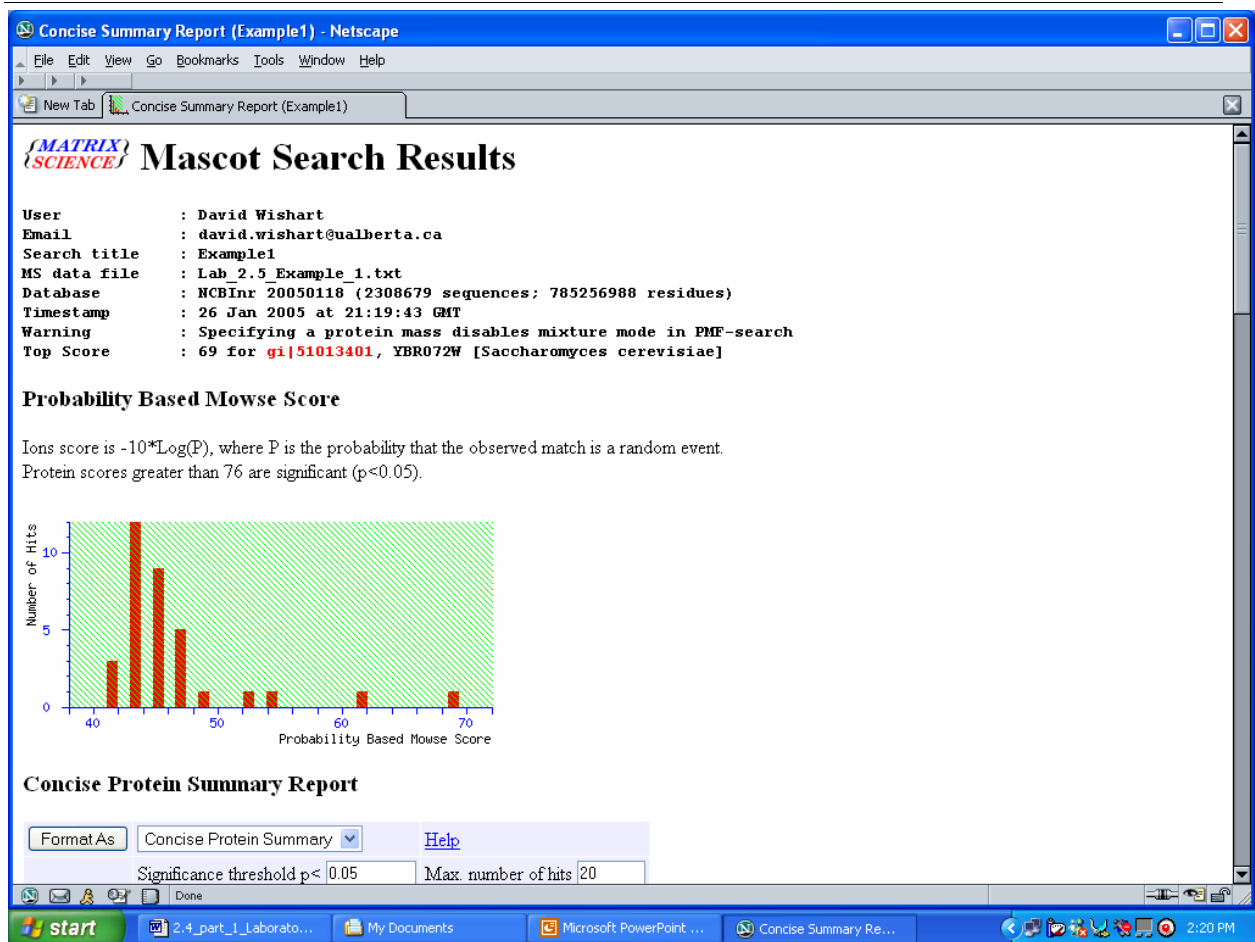 Concise Summary Report (Example1) - Netscape
File Edit View Go Bookmarks Tools Window Help
New Tab Concise Summary Report (Example1)
{MATRIX SCIENCE} Mascot Search Results
User : David Wishart
Email : david.wishart@ualberta.ca
Search title : Example1
MS data file : Lab_2.5_Example_1.txt
Database : NCBInr 20050118 (2308679 sequences; 785256988 residues)
Timestamp : 26 Jan 2005 at 21:19:43 GMT
Warning : Specifying a protein mass disables mixture mode in PMF-search
Top Score : 69 for gi|51013401, YBR072W [Saccharomyces cerevisiae]
Probability Based Mowse Score
Ions score is -10*Log(P), where P is the probability that the observed match is a random event.
Protein scores greater than 76 are significant (p<0.05).
Number of Hits
10
5
0
40 50 60 70
Probability Based Mowse Score
Concise Protein Summary Report
Format As Concise Protein Summary Help
Significance threshold p< 0.05 Max. number of hits 20
Done
start 2.4_part_1_Laborato... My Documents Microsoft PowerPoint ... Concise Summary Re... 2:20 PM